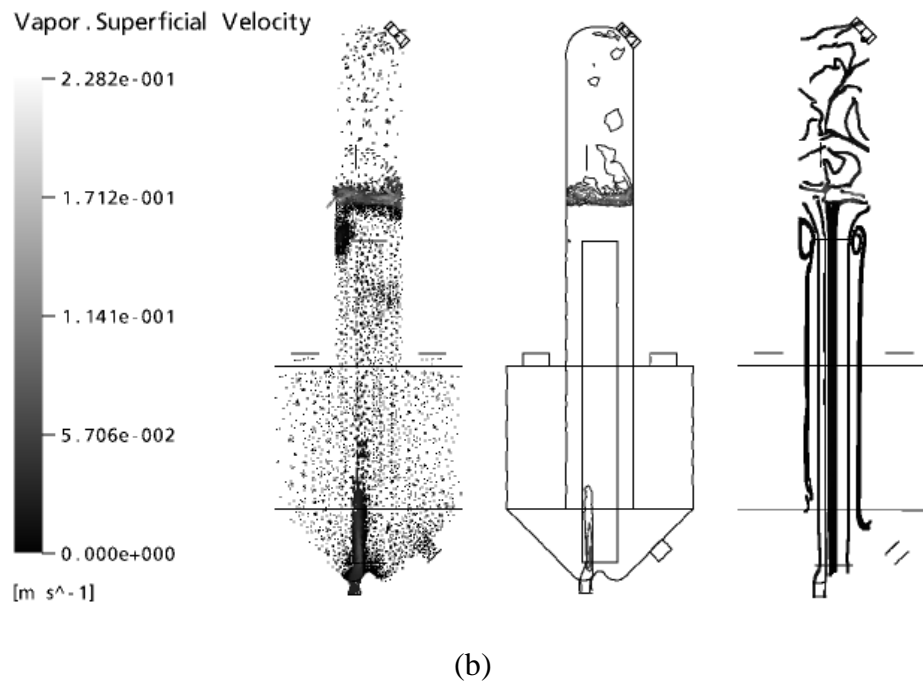 Vapor.Superficial Velocity
2.282e-001
1.712e-001
1.141e-001
5.706e-002
0.000e+000
[m s^-1]
(b)